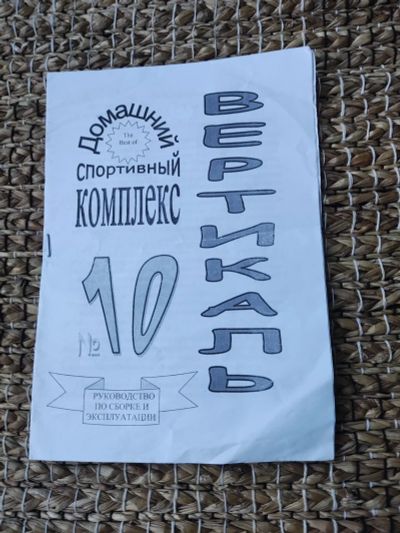 Домашний
The
Best of
Спортивный
комплекс
№ 10
РУКОВОДСТВО
ПО СБОРКЕ И
ЭКСПЛУАТАЦИИ
ВЕРТИКАЛЬ